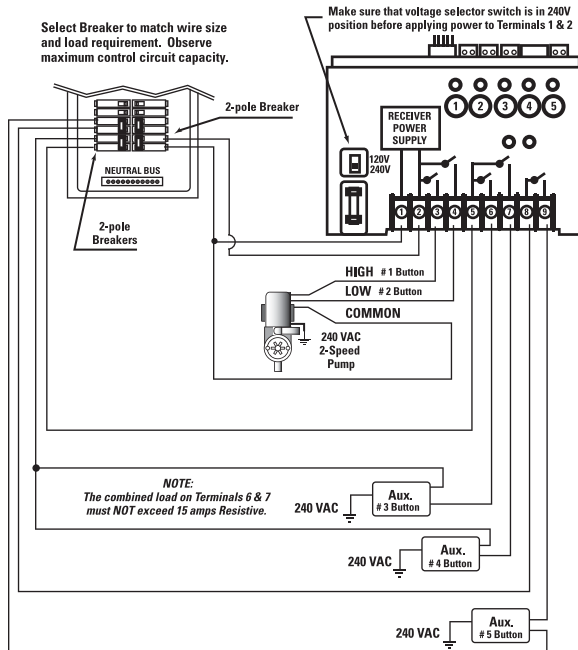 Make sure that voltage selector switch is in 240V
position before applying power to Terminals 1 & 2
Select Breaker to match wire size
and load requirement. Observe
maximum control circuit capacity.
2-pole Breaker
NEUTRAL BUS
2-pole
Breakers
RECEIVER
POWER
SUPPLY
120V
240V
1 2 3 4 5
1 2 3 4 5 6 7 8 9
HIGH # 1 Button
LOW # 2 Button
COMMON
240 VAC
2-Speed
Pump
NOTE:
The combined load on Terminals 6 & 7
must NOT exceed 15 amps Resistive.
240 VAC
Aux.
# 3 Button
240 VAC
Aux.
# 4 Button
240 VAC
Aux.
# 5 Button